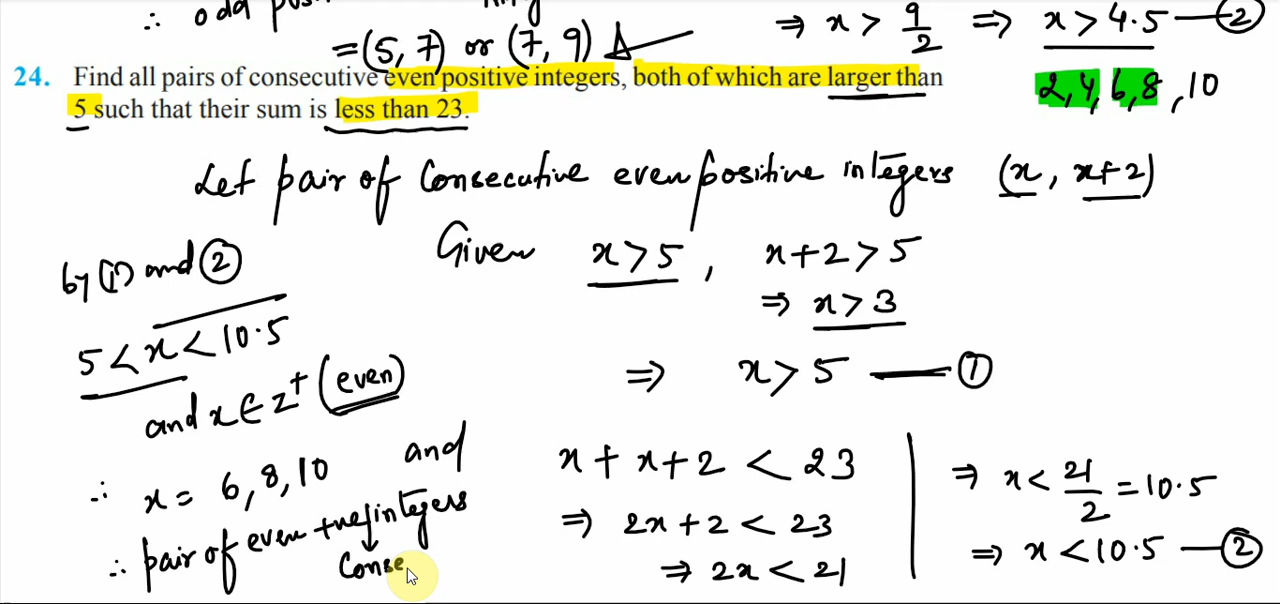 ∴ odd
= (5, 7) or (7, 9) A
⇒ x > 9/2 ⇒ x > 4.5 — ②
24. Find all pairs of consecutive even positive integers, both of which are larger than
5 such that their sum is less than 23.
2, 4, 6, 8, 10
Let pair of Consecutive even positive integers (x, x+2)
Given x > 5, x+2 > 5
⇒ x > 3
⇒ x > 5 — ①
x + x+2 < 23
⇒ 2x + 2 < 23
⇒ 2x < 21
⇒ x < 21/2 = 10.5
⇒ x < 10.5 — ②
by (1) and ②
5 < x < 10.5
and x ∈ Z⁺ (even)
∴ x = 6, 8, 10 and
∴ pair of even +ve integers
Conse